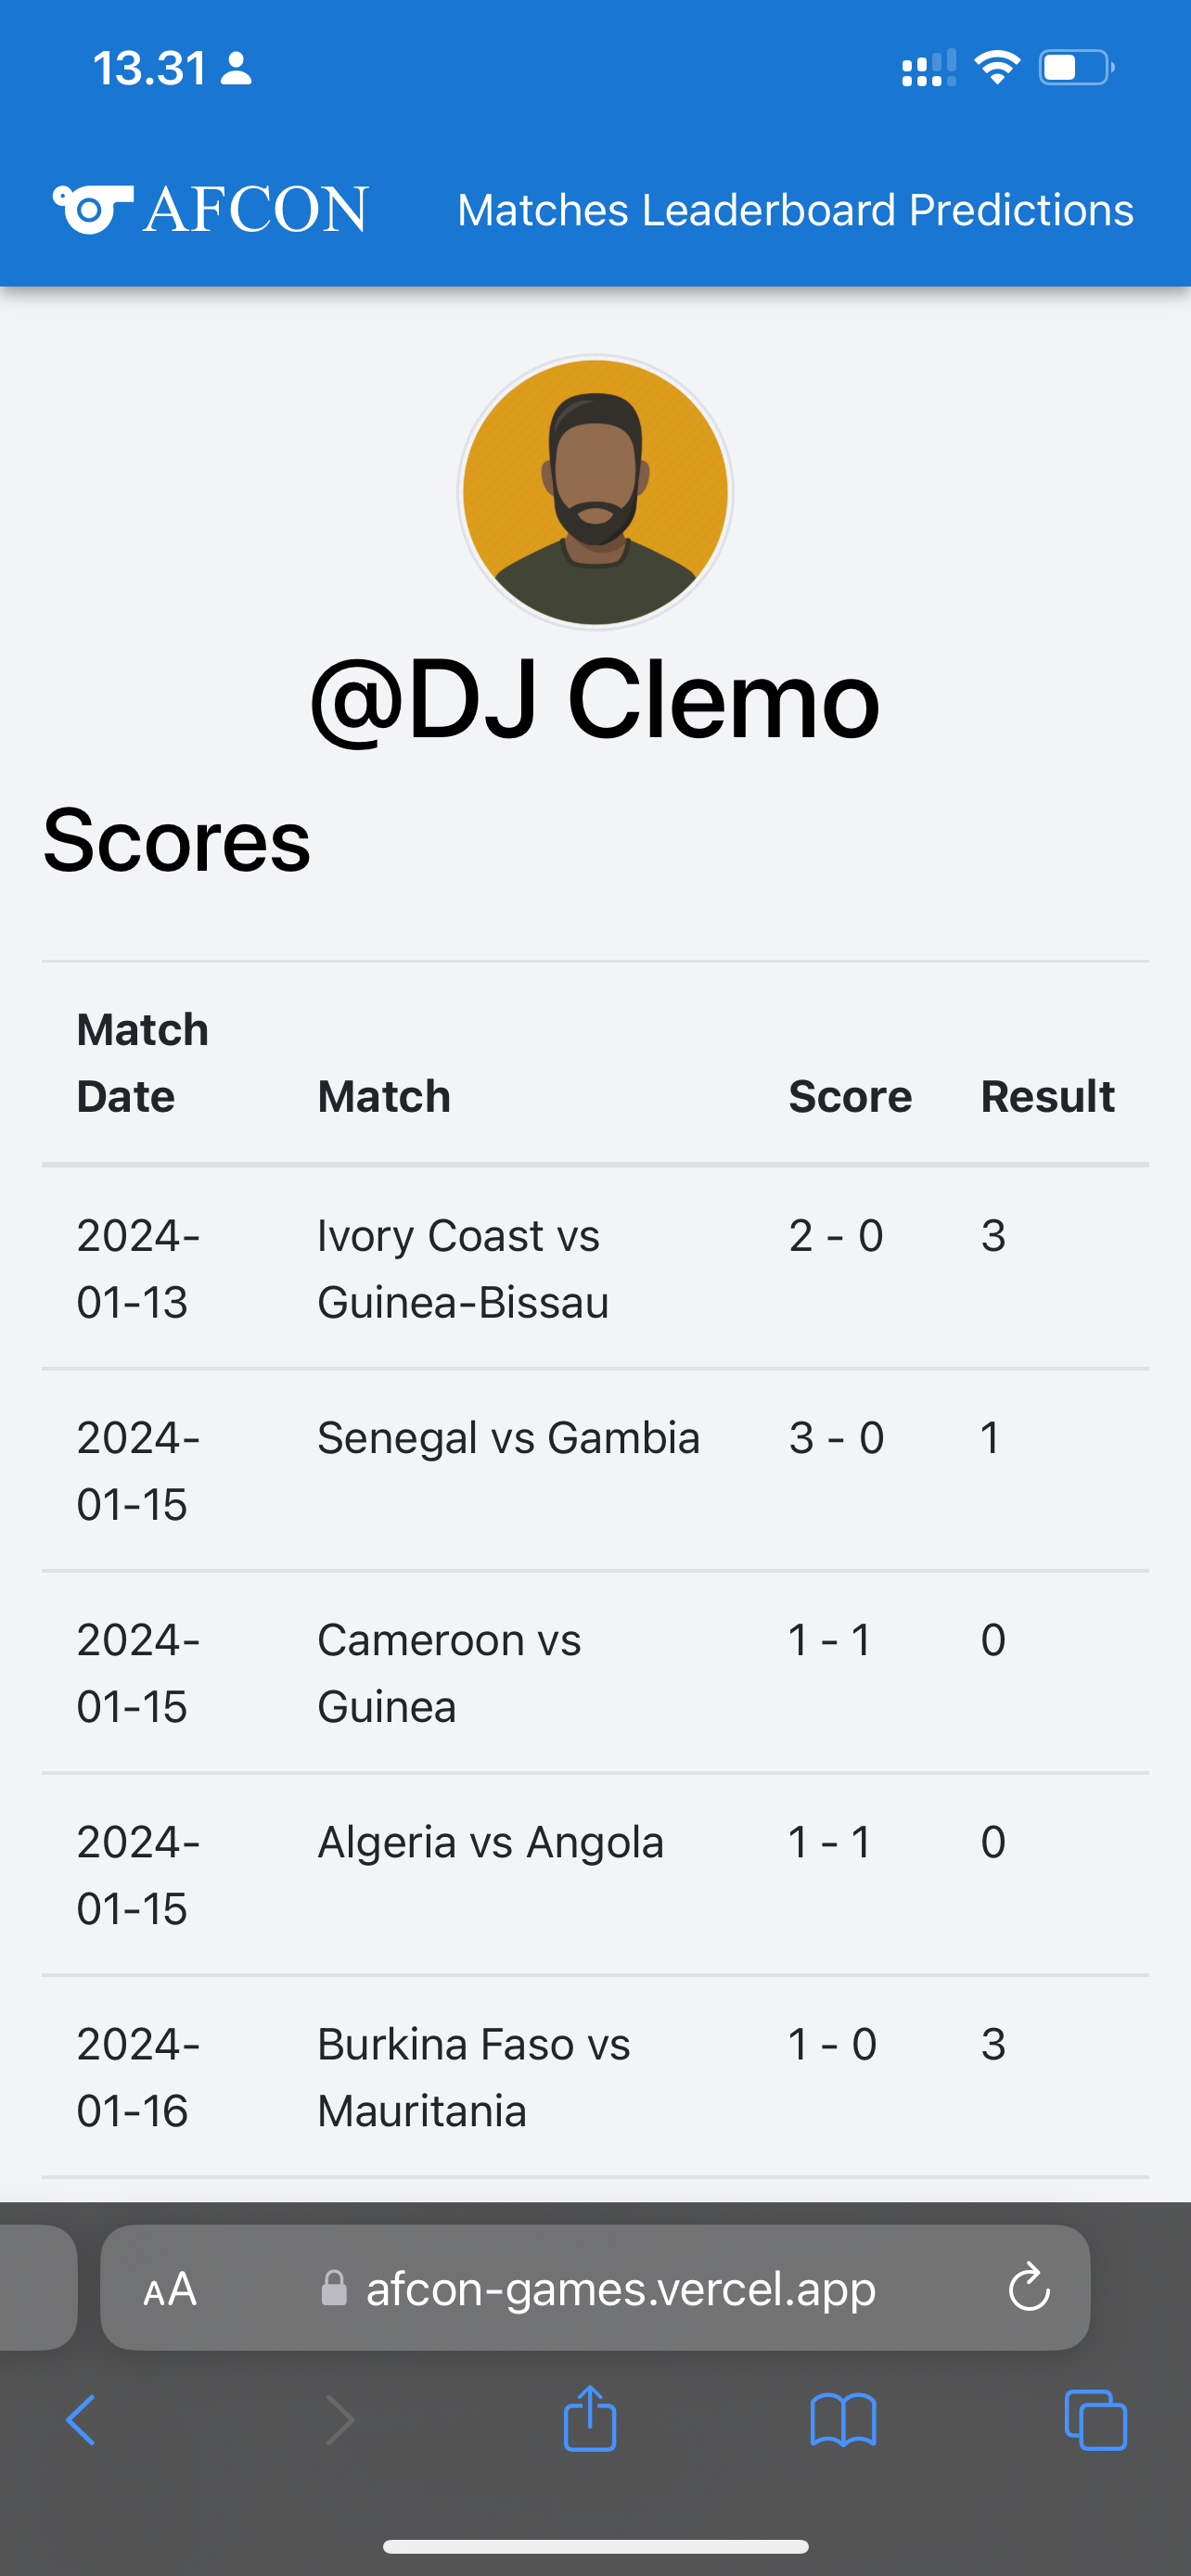 13.31
AFCON Matches Leaderboard Predictions
@DJ Clemo
Scores
Match
Date Match Score Result
2024- Ivory Coast vs 2 - 0 3
01-13 Guinea-Bissau
2024- Senegal vs Gambia 3 - 0 1
01-15
2024- Cameroon vs 1 - 1 0
01-15 Guinea
2024- Algeria vs Angola 1 - 1 0
01-15
2024- Burkina Faso vs 1 - 0 3
01-16 Mauritania
AA afcon-games.vercel.app